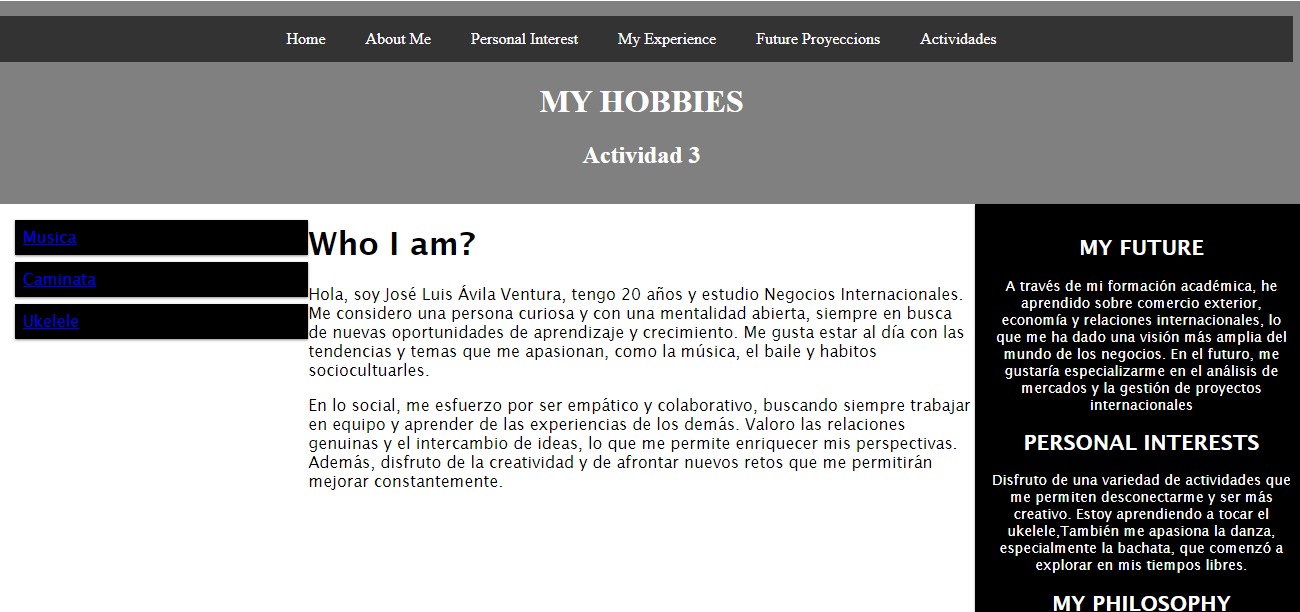 Home About Me Personal Interest My Experience Future Proyeccions Actividades
MY HOBBIES
Actividad 3
Musica
Caminata
Ukelele
Who I am?
Hola, soy José Luis Ávila Ventura, tengo 20 años y estudio Negocios Internacionales.
Me considero una persona curiosa y con una mentalidad abierta, siempre en busca
de nuevas oportunidades de aprendizaje y crecimiento. Me gusta estar al día con las
tendencias y temas que me apasionan, como la música, el baile y habitos
sociocultuarles.
En lo social, me esfuerzo por ser empático y colaborativo, buscando siempre trabajar
en equipo y aprender de las experiencias de los demás. Valoro las relaciones
genuinas y el intercambio de ideas, lo que me permite enriquecer mis perspectivas.
Además, disfruto de la creatividad y de afrontar nuevos retos que me permitirán
mejorar constantemente.
MY FUTURE
A través de mi formación académica, he
aprendido sobre comercio exterior,
economía y relaciones internacionales, lo
que me ha dado una visión más amplia del
mundo de los negocios. En el futuro, me
gustaría especializarme en el análisis de
mercados y la gestión de proyectos
internacionales
PERSONAL INTERESTS
Disfruto de una variedad de actividades que
me permiten desconectarme y ser más
creativo. Estoy aprendiendo a tocar el
ukelele,También me apasiona la danza,
especialmente la bachata, que comenzó a
explorar en mis tiempos libres.
MY PHILOSOPHY